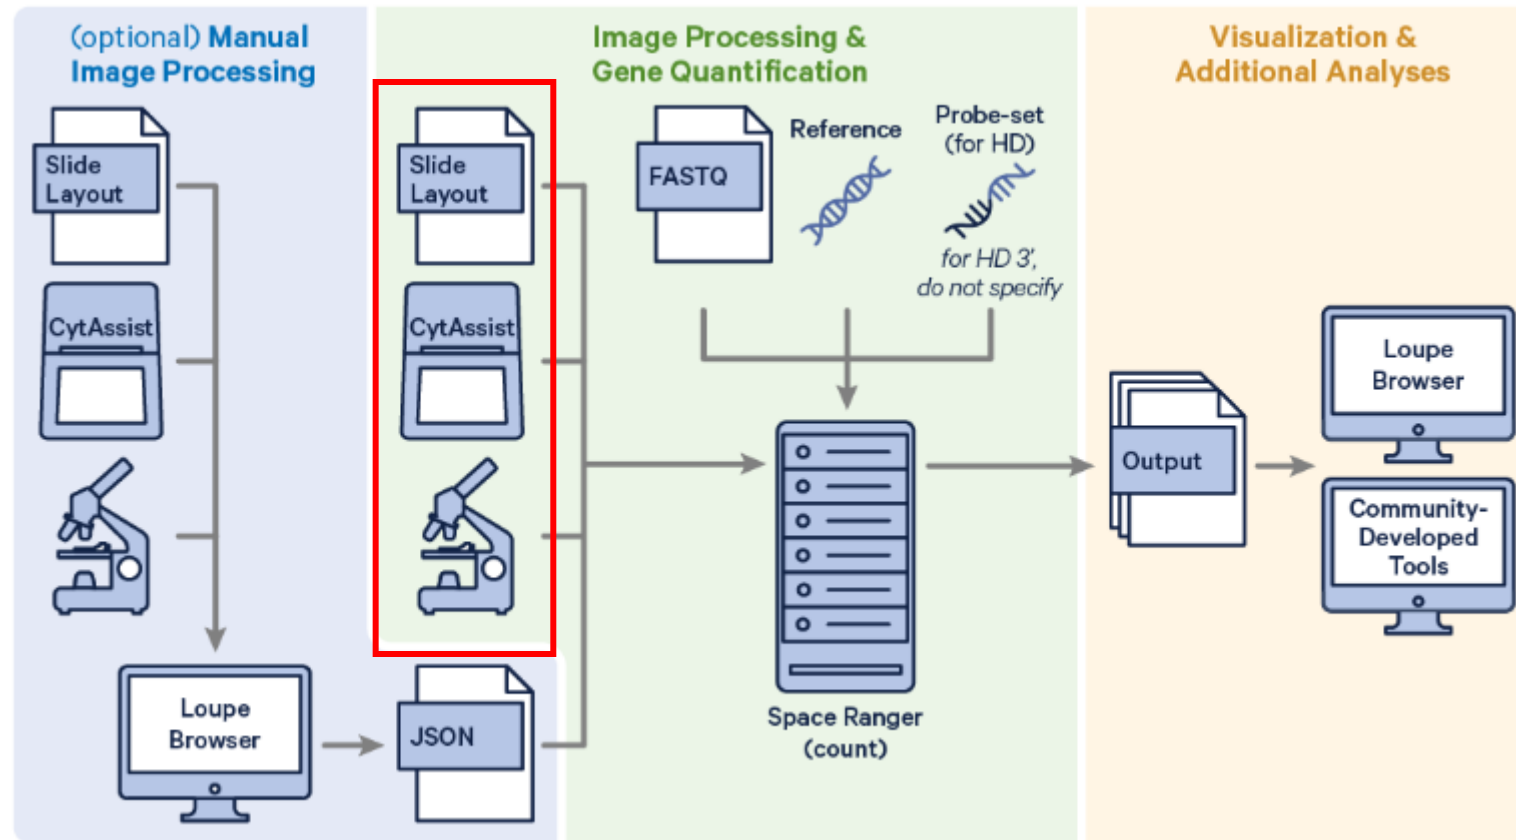 (optional) Manual
Image Processing
Slide
Layout
CytAssist
Loupe
Browser
JSON
Image Processing &
Gene Quantification
Slide
Layout
CytAssist
FASTQ
Reference
Probe-set
(for HD)
for HD 3',
do not specify
Space Ranger
(count)
Visualization &
Additional Analyses
Output
Loupe
Browser
Community-
Developed
Tools